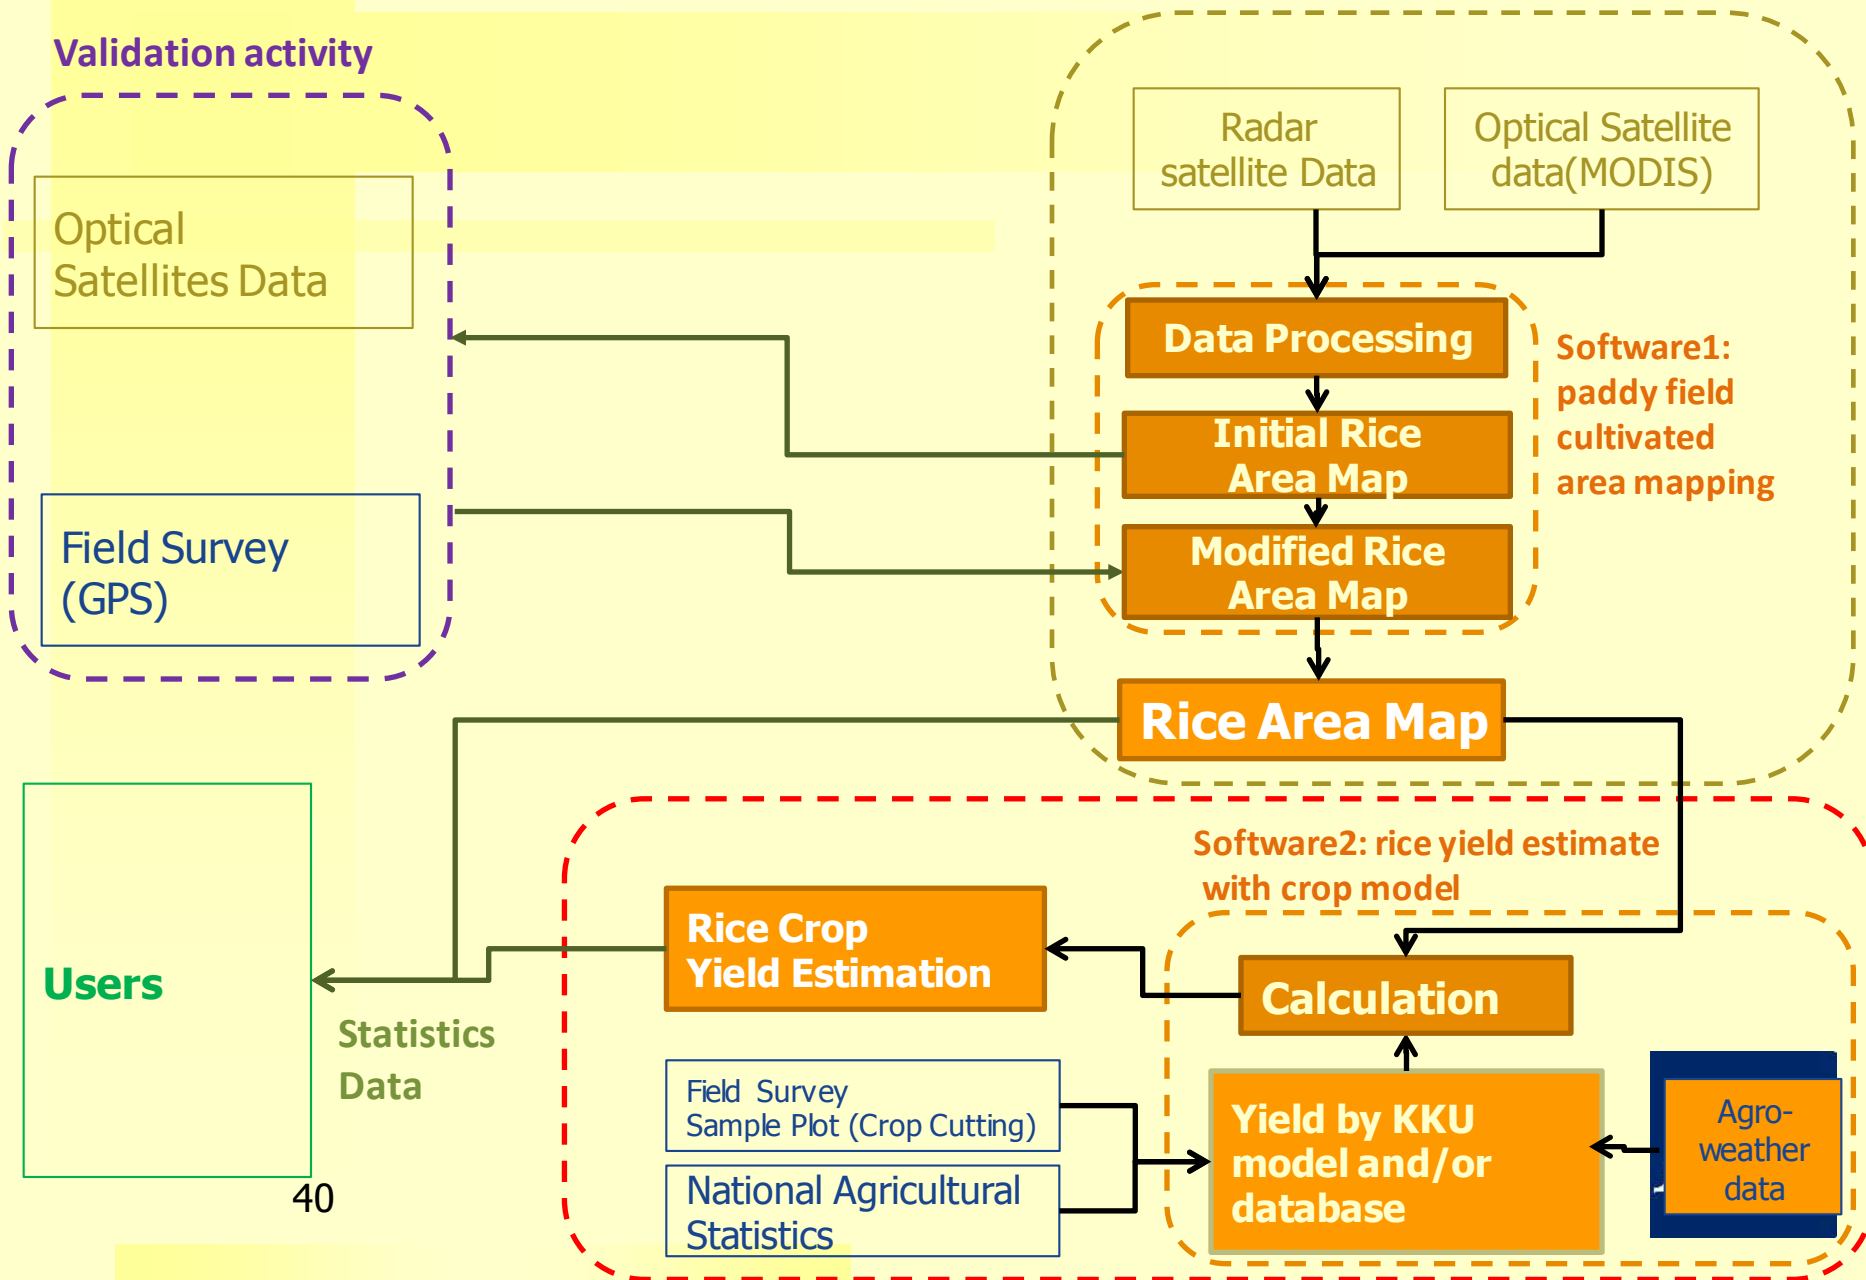 Validation activity
Optical
Satellites Data
Field Survey
(GPS)
Radar
satellite Data
Optical Satellite
data(MODIS)
Data Processing
Initial Rice
Area Map
Modified Rice
Area Map
Software1:
paddy field
cultivated
area mapping
Rice Area Map
Users
Statistics
Data
40
Software2: rice yield estimate
with crop model
Rice Crop
Yield Estimation
Calculation
Field Survey
Sample Plot (Crop Cutting)
National Agricultural
Statistics
Yield by KKU
model and/or
database
Agro-
weather
data